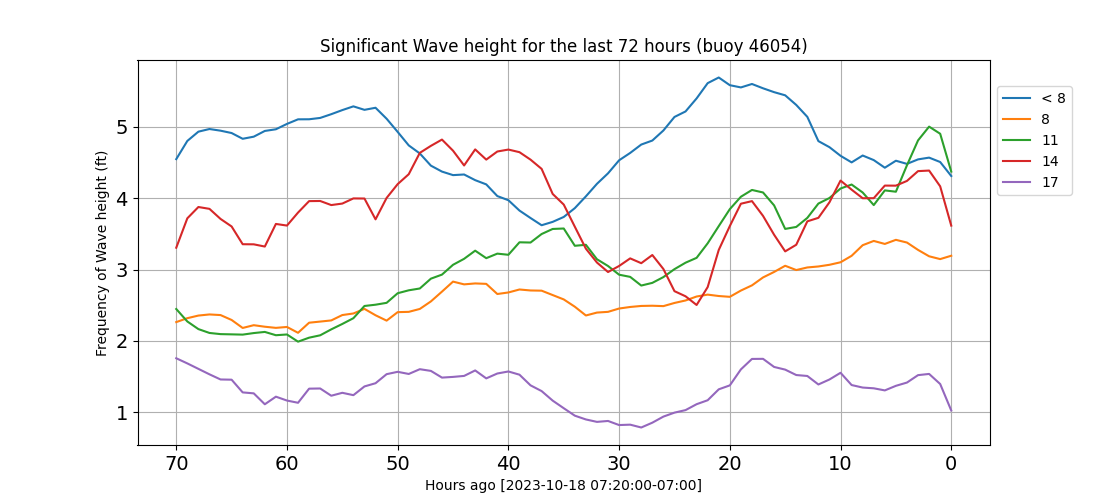 Significant Wave height for the last 72 hours (buoy 46054)
Frequency of Wave height (ft)
5
4
3
2
1
70 60 50 40 30 20 10 0
Hours ago [2023-10-18 07:20:00-07:00]
< 8
8
11
14
17